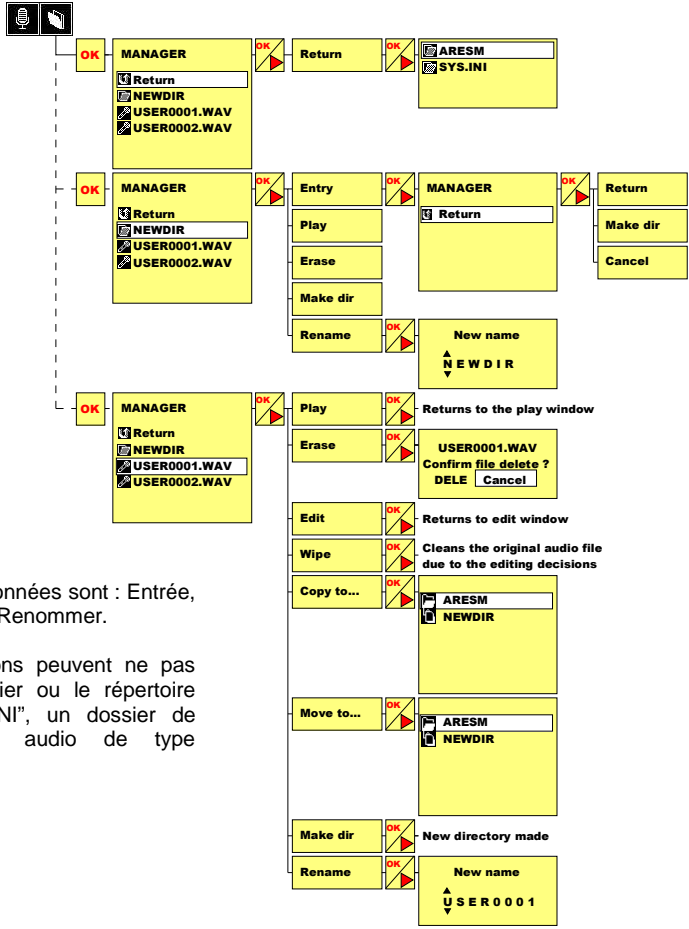 OK
MANAGER
Return
NEWDIR
USER0001.WAV
USER0002.WAV
OK
Return
OK
ARESM
SYS.INI
OK
MANAGER
Return
NEWDIR
USER0001.WAV
USER0002.WAV
OK
Entry
Play
Erase
Make dir
Rename
OK
MANAGER
Return
OK
Return
Make dir
Cancel
OK
New name
NEWDIR
OK
MANAGER
Return
NEWDIR
USER0001.WAV
USER0002.WAV
OK
Play
OK
Returns to the play window
Erase
OK
USER0001.WAV
Confirm file delete ?
DELE Cancel
Edit
OK
Returns to edit window
Wipe
OK
Cleans the original audio file
due to the editing decisions
Copy to...
OK
ARESM
NEWDIR
Move to...
OK
ARESM
NEWDIR
Make dir
OK
New directory made
Rename
OK
New name
USER0001
onnées sont : Entrée,
Renommer.
ons peuvent ne pas
ier ou le répertoire
NI”, un dossier de
audio de type